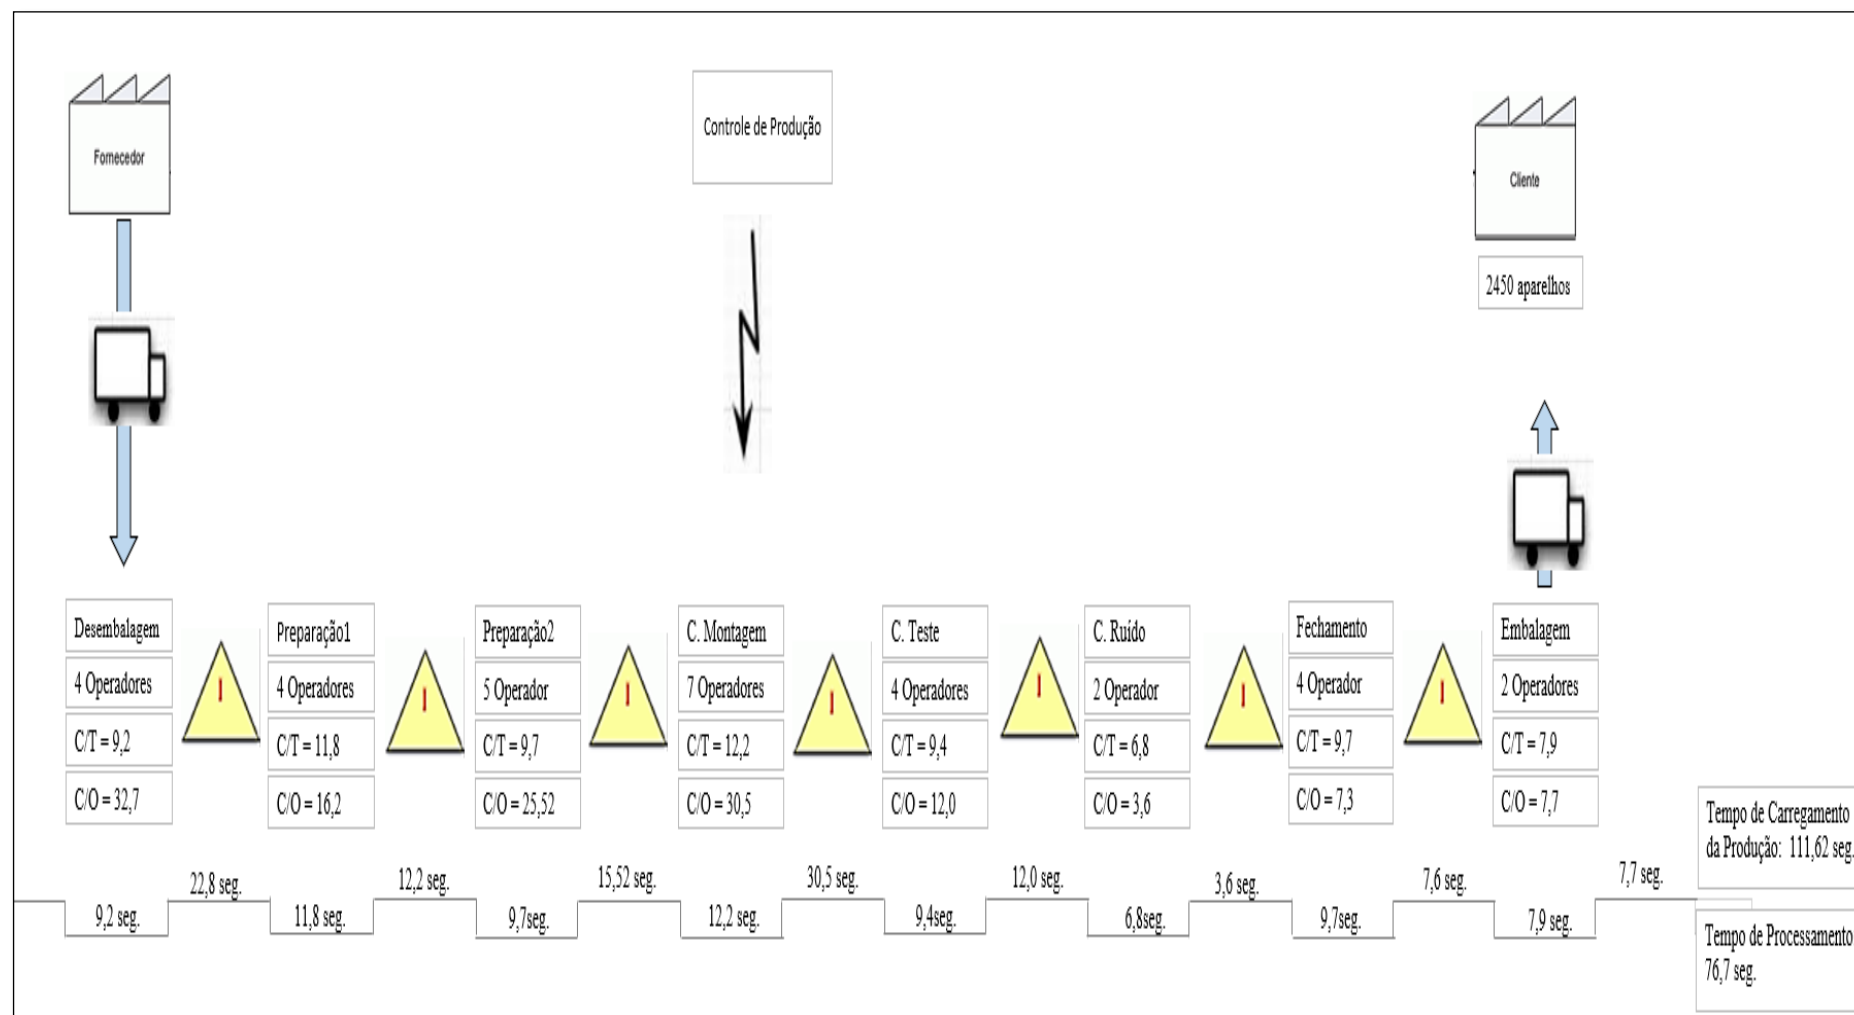 Fornecedor
Controle de Produção
Cliente
2450 aparelhos
Desembalagem
4 Operadores
C/T = 9,2
C/O = 32,7
Preparação1
4 Operadores
C/T = 11,8
C/O = 16,2
Preparação2
5 Operador
C/T = 9,7
C/O = 25,52
C. Montagem
7 Operadores
C/T = 12,2
C/O = 30,5
C. Teste
4 Operadores
C/T = 9,4
C/O = 12,0
C. Ruído
2 Operador
C/T = 6,8
C/O = 3,6
Fechamento
4 Operador
C/T = 9,7
C/O = 7,3
Embalagem
2 Operadores
C/T = 7,9
C/O = 7,7
I
I
I
I
I
I
I
22,8 seg.
12,2 seg.
15,52 seg.
30,5 seg.
12,0 seg.
3,6 seg.
7,6 seg.
7,7 seg.
9,2 seg.
11,8 seg.
9,7seg.
12,2 seg.
9,4seg.
6,8seg.
9,7seg.
7,9 seg.
Tempo de Carregamento
da Produção: 111,62 seg.
Tempo de Processamento
76,7 seg.